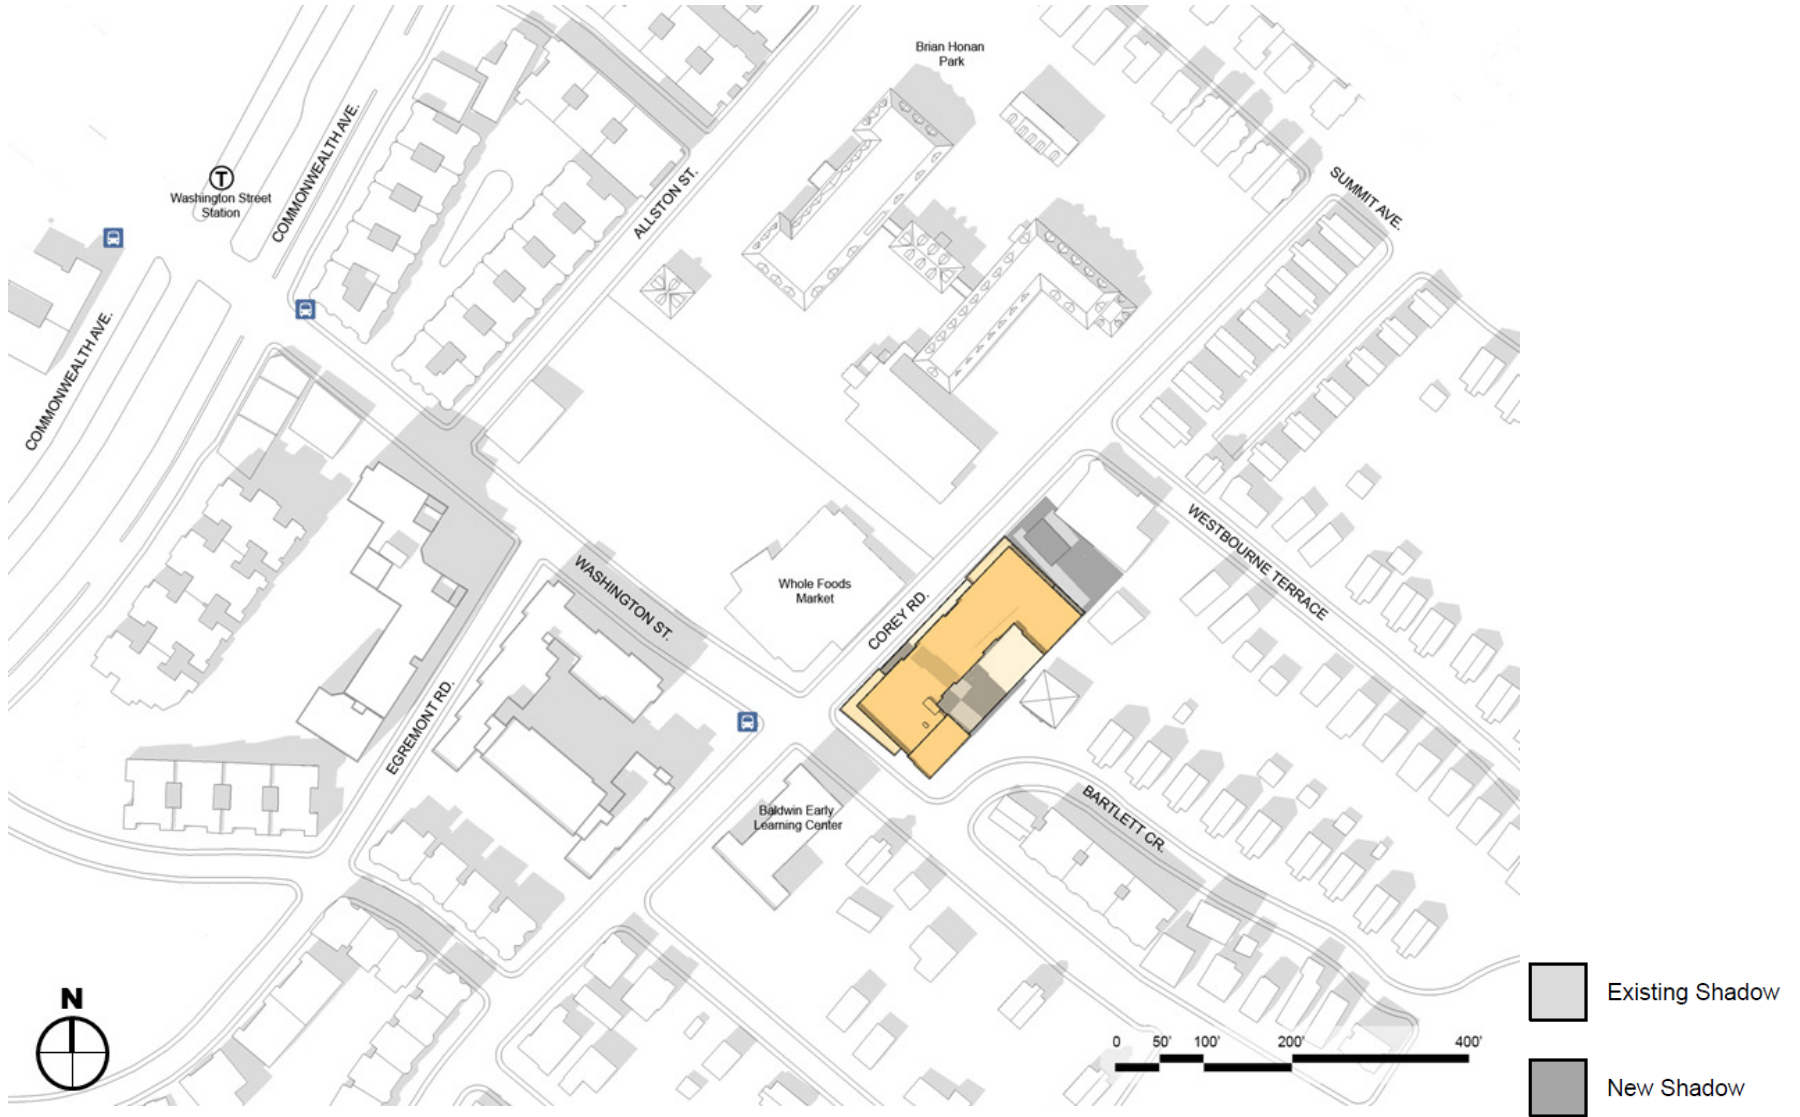 Brian Honan
Park
COMMONWEALTH AVE.
T
Washington Street
Station
ALLSTON ST.
SUMMIT AVE.
COMMONWEALTH AVE.
WESTBOURNE TERRACE
WASHINGTON ST.
Whole Foods
Market
COREY RD.
EGREMONT RD.
Baldwin Early
Learning Center
BARTLETT CR.
N
0 50' 100' 200' 400'
Existing Shadow
New Shadow